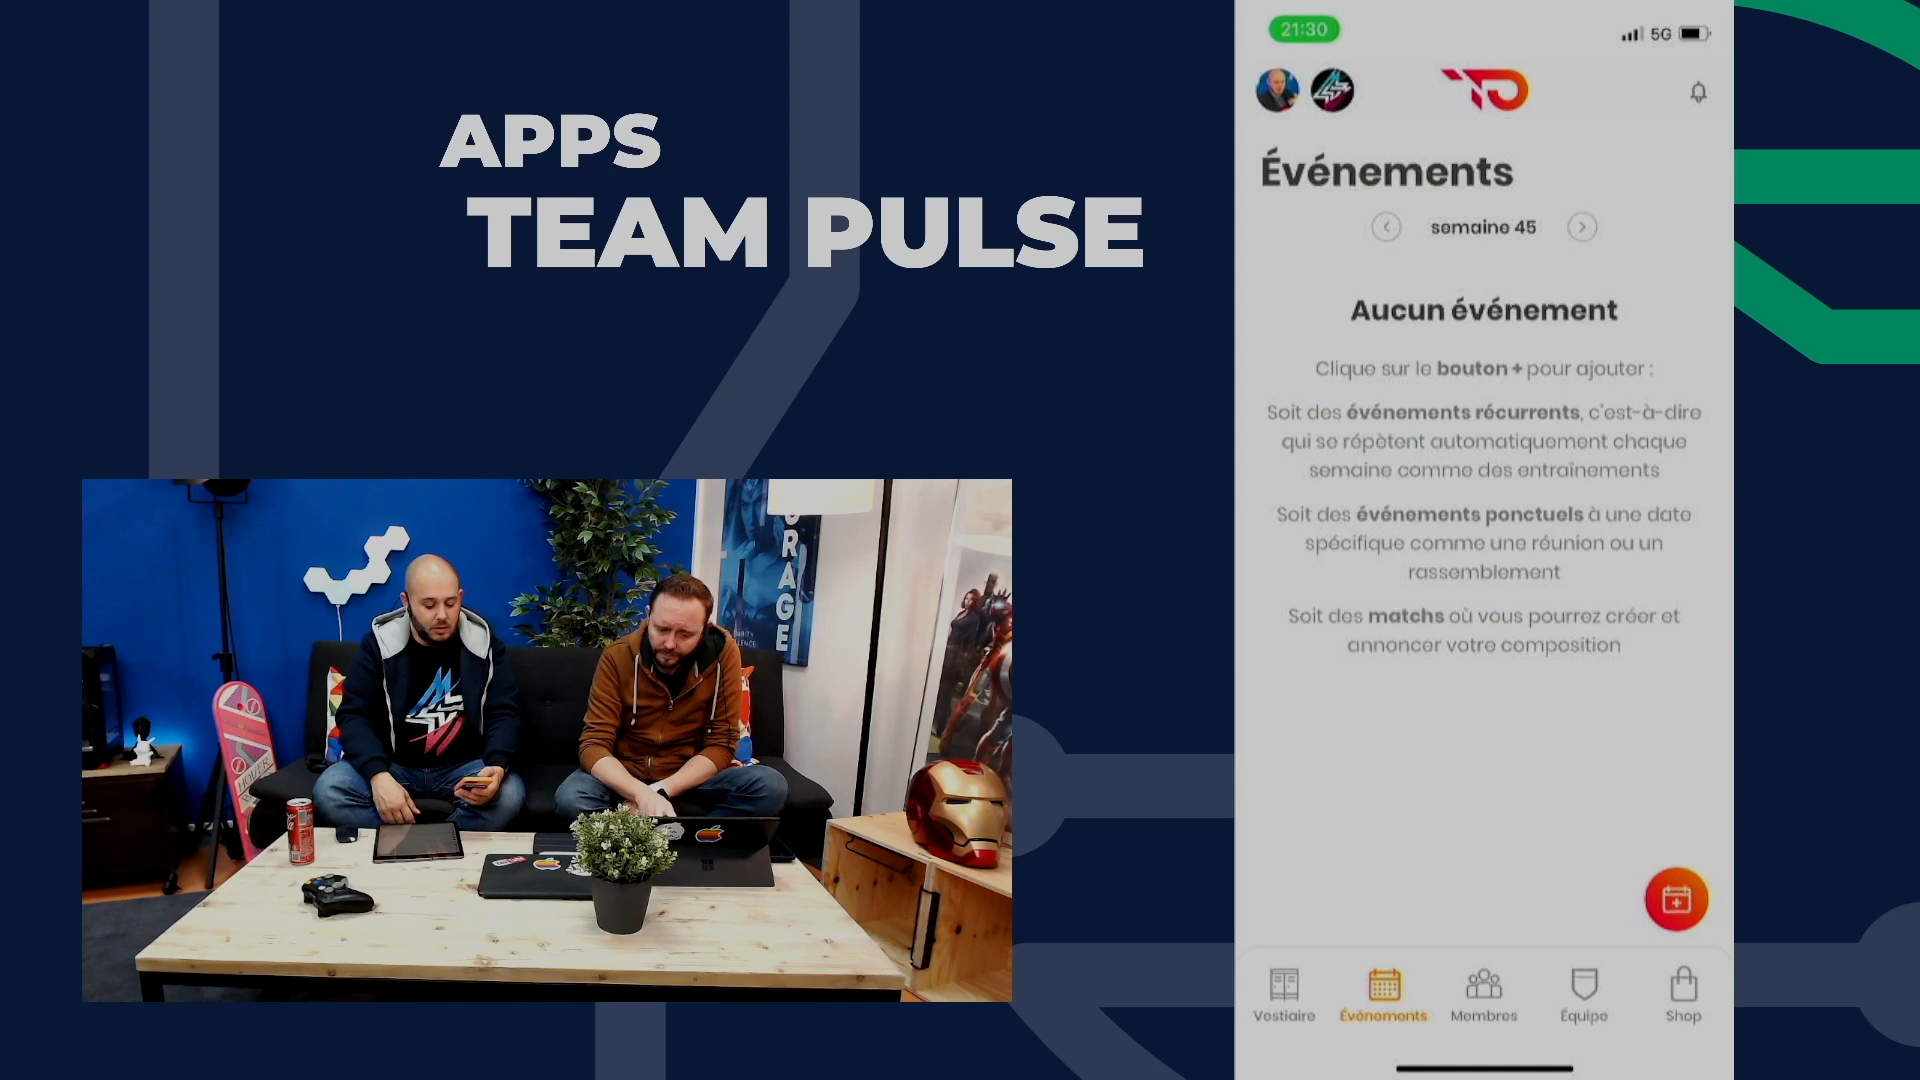 APPS
TEAM PULSE
21:30
5G
Événements
semaine 45
Aucun événement
Clique sur le bouton + pour ajouter :
Soit des événements récurrents, c'est-à-dire
qui se répètent automatiquement chaque
semaine comme des entraînements
Soit des événements ponctuels à une date
spécifique comme une réunion ou un
rassemblement
Soit des matchs où vous pourrez créer et
annoncer votre composition
Vestiaire
Événements
Membres
Équipe
Shop
RAGE
HOVER